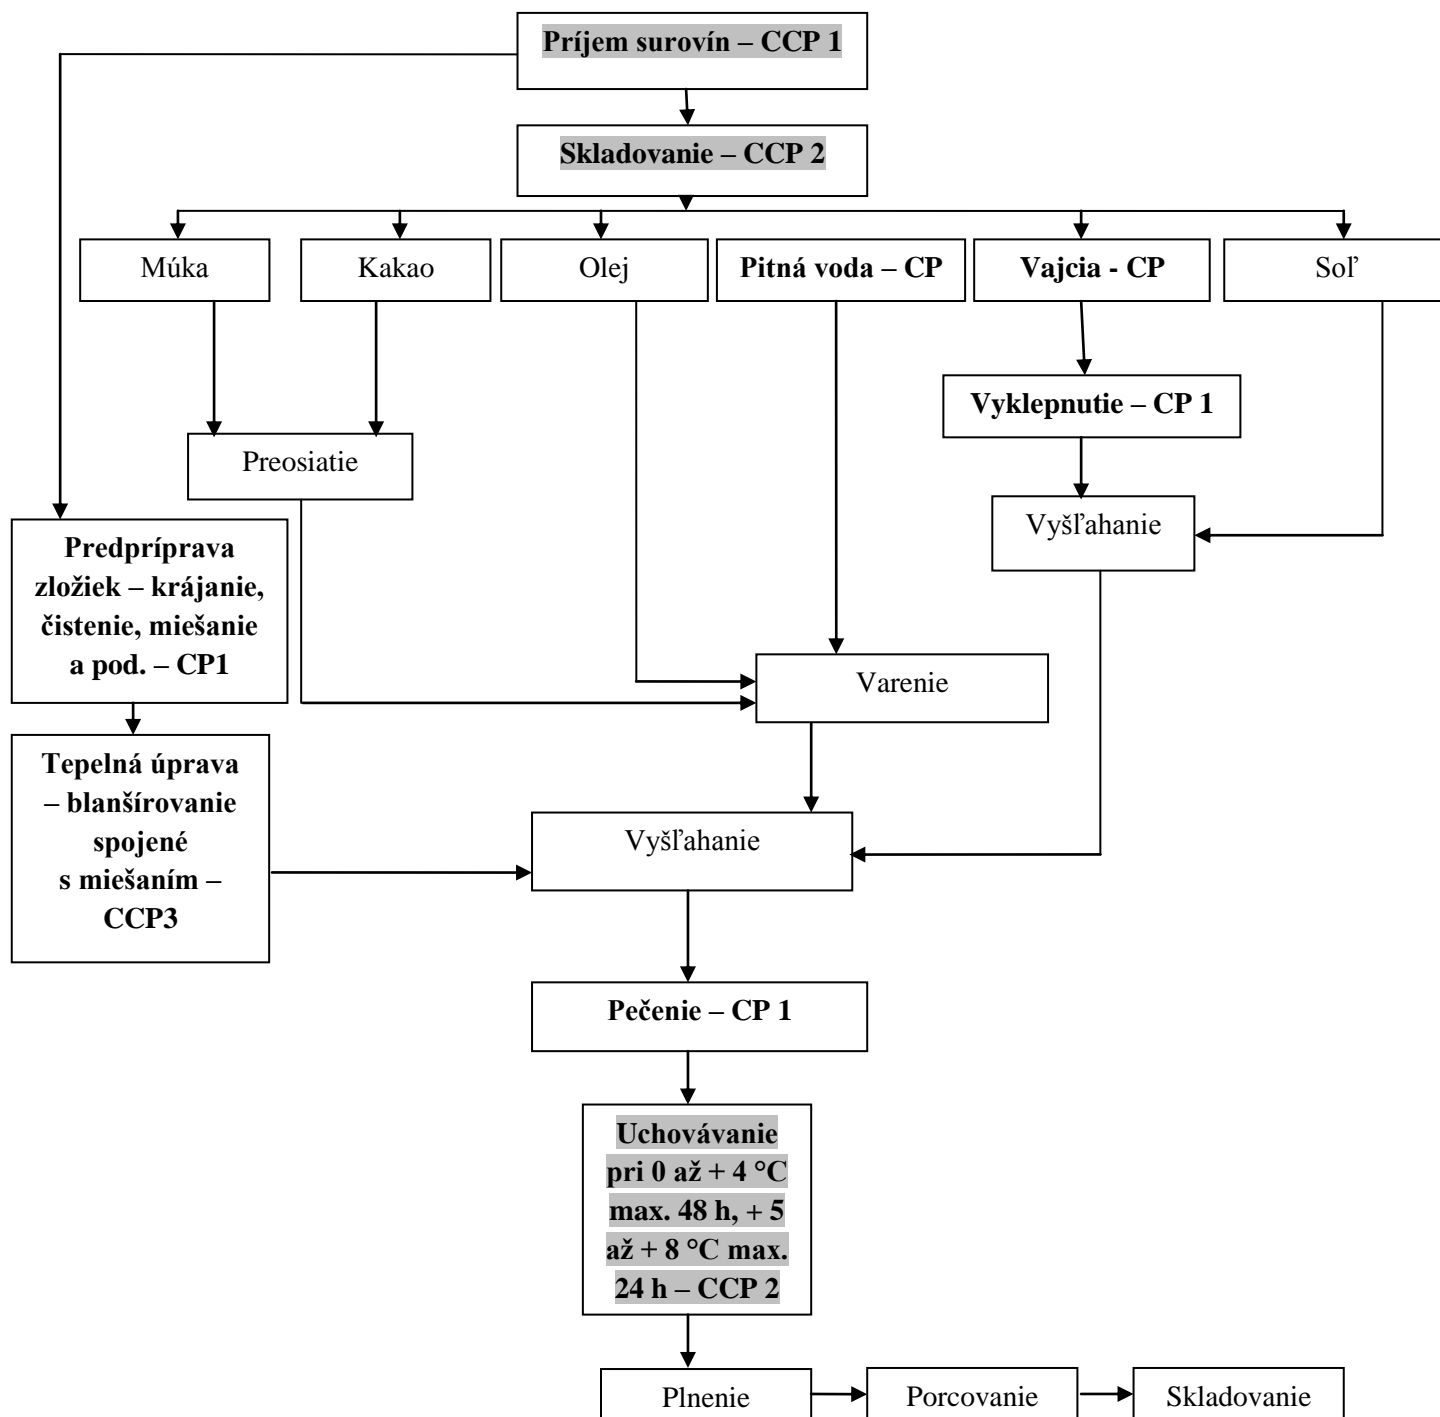 Príjem surovín – CCP 1
Skladovanie – CCP 2
Múka
Kakao
Olej
Pitná voda – CP
Vajcia - CP
Soľ
Vyklepnutie – CP 1
Preosiatie
Vyšľahanie
Predpríprava
zložiek – krájanie,
čistenie, miešanie
a pod. – CP1
Varenie
Tepelná úprava
– blanšírovanie
spojené
s miešaním –
CCP3
Vyšľahanie
Pečenie – CP 1
Uchovávanie
pri 0 až + 4 °C
max. 48 h, + 5
až + 8 °C max.
24 h – CCP 2
Plnenie
Porcovanie
Skladovanie